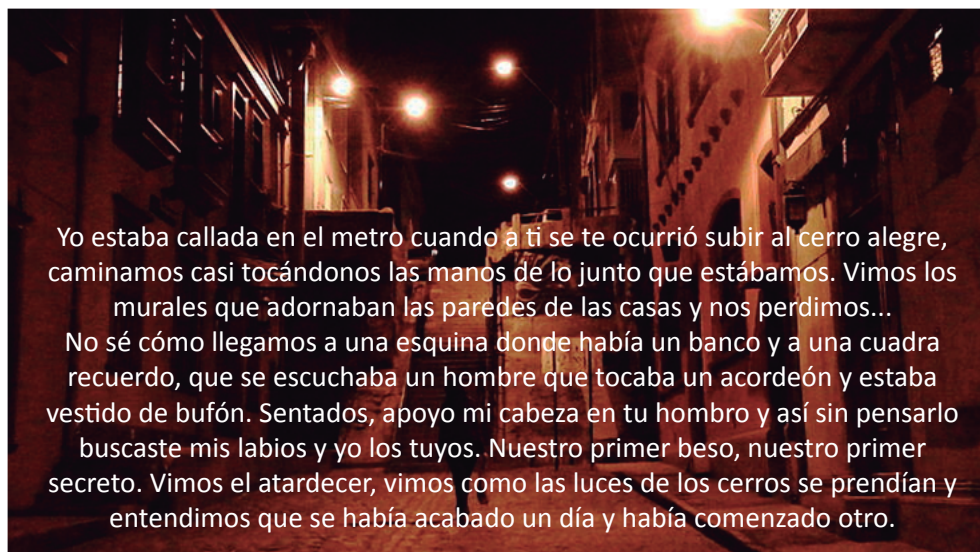 Yo estaba callada en el metro cuando a ti se te ocurrió subir al cerro alegre,
caminamos casi tocándonos las manos de lo junto que estábamos. Vimos los
murales que adornaban las paredes de las casas y nos perdimos...
No sé cómo llegamos a una esquina donde había un banco y a una cuadra
recuerdo, que se escuchaba un hombre que tocaba un acordeón y estaba
vestido de bufón. Sentados, apoyo mi cabeza en tu hombro y así sin pensarlo
buscaste mis labios y yo los tuyos. Nuestro primer beso, nuestro primer
secreto. Vimos el atardecer, vimos como las luces de los cerros se prendían y
entendimos que se había acabado un día y había comenzado otro.